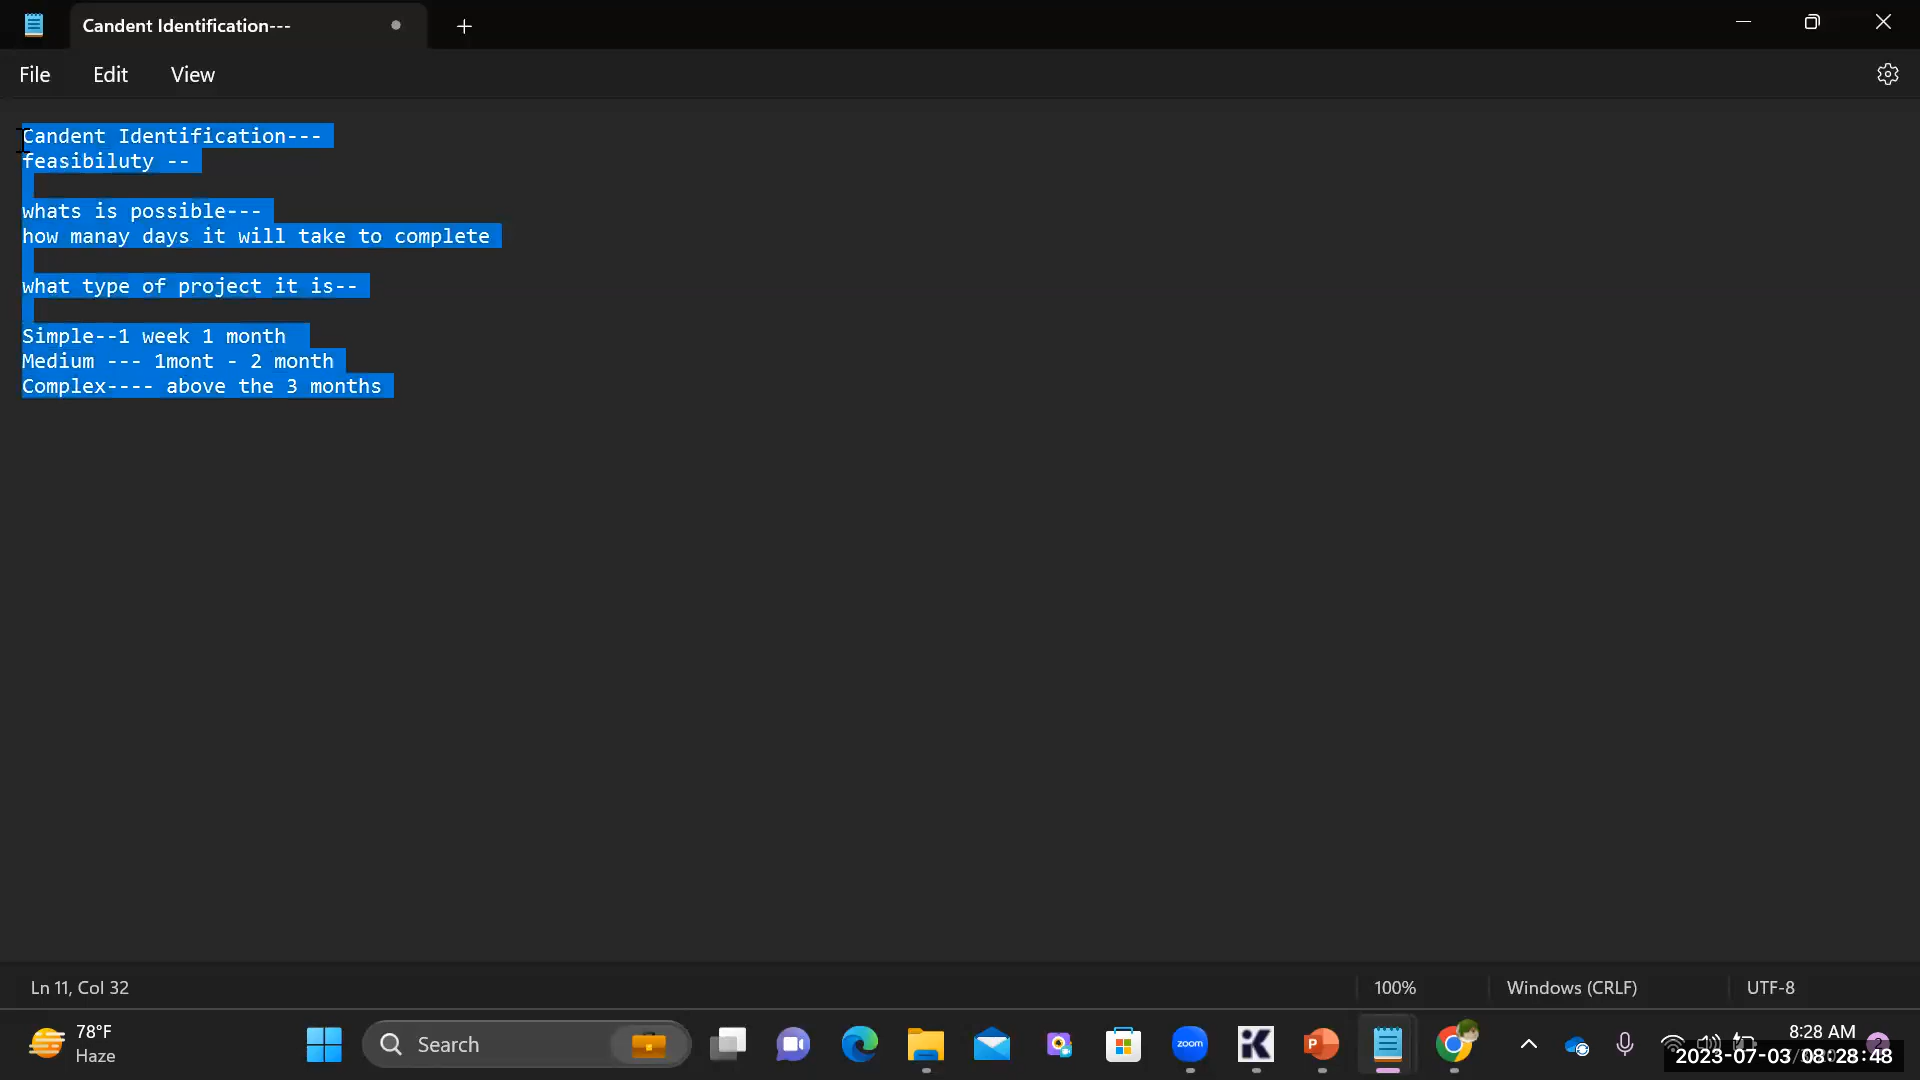 Candent Identification---
File Edit View
Candent Identification---
feasibiluty --
whats is possible---
how manay days it will take to complete
what type of project it is--
Simple--1 week 1 month
Medium --- 1mont - 2 month
Complex---- above the 3 months
Ln 11, Col 32
100%
Windows (CRLF)
UTF-8
78°F
Haze
Search
zoom
8:28 AM
2
2023-07-03 08:28:48